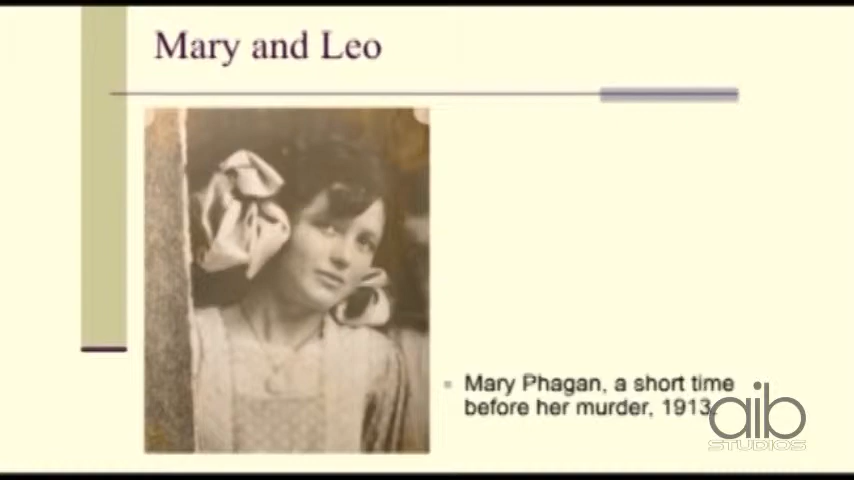 Mary and Leo
Mary Phagan, a short time
before her murder, 1913.
aib
STUDIOS